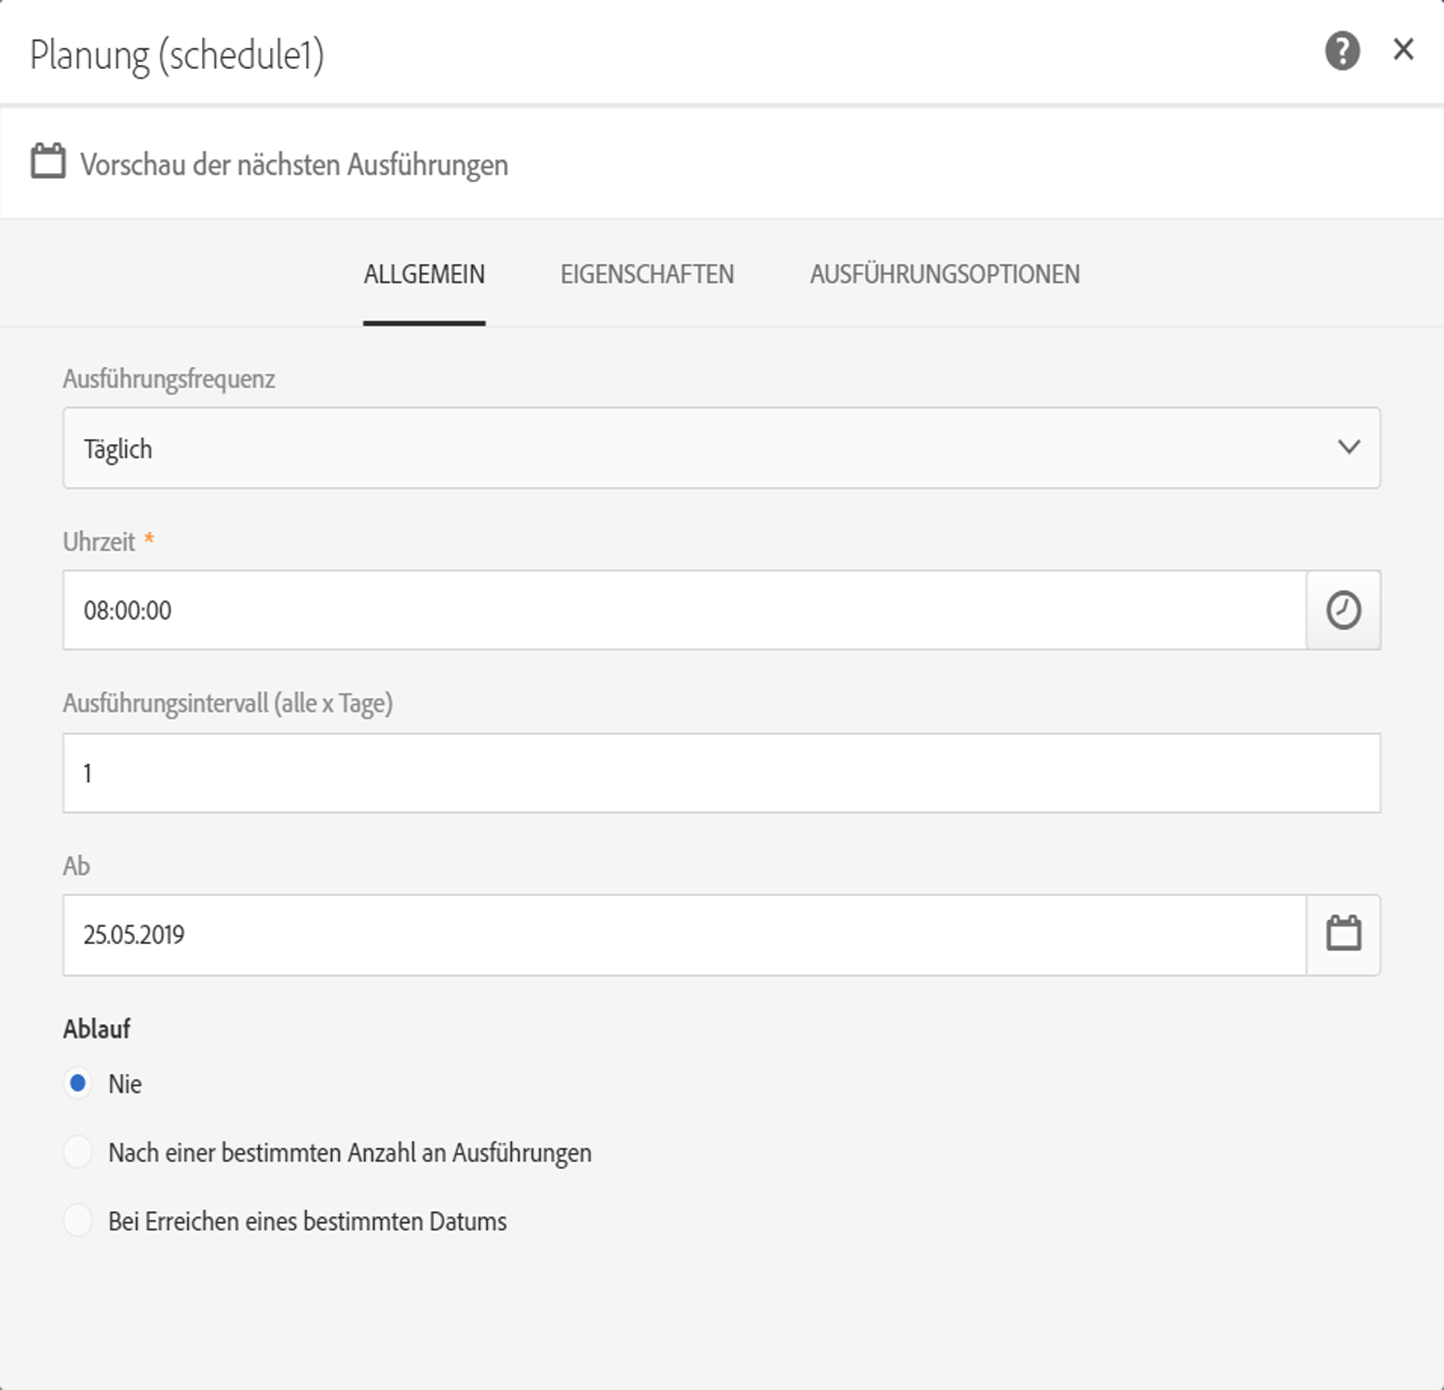 Planung (schedule1)
Vorschau der nächsten Ausführungen
ALLGEMEIN EIGENSCHAFTEN AUSFÜHRUNGSOPTIONEN
Ausführungsfrequenz
Täglich
Uhrzeit *
08:00:00
Ausführungsintervall (alle x Tage)
1
Ab
25.05.2019
Ablauf
Nie
Nach einer bestimmten Anzahl an Ausführungen
Bei Erreichen eines bestimmten Datums